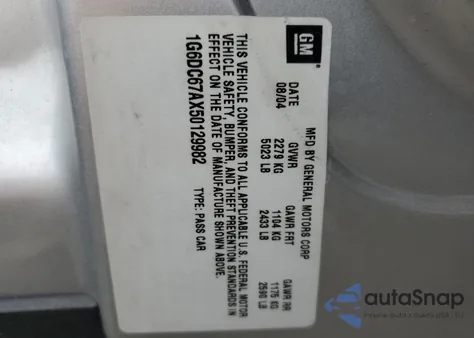 GM
MFD BY GENERAL MOTORS CORP
DATE GVWR GAWR FRT GAWR RR
08/04 2279 KG 1104 KG 1175 KG
5023 LB 2433 LB 2590 LB
THIS VEHICLE CONFORMS TO ALL APPLICABLE U.S. FEDERAL MOTOR
VEHICLE SAFETY, BUMPER, AND THEFT PREVENTION STANDARDS IN
EFFECT ON THE DATE OF MANUFACTURE SHOWN ABOVE.
1G6DC67AX50129982 TYPE: PASS CAR
autoSnap